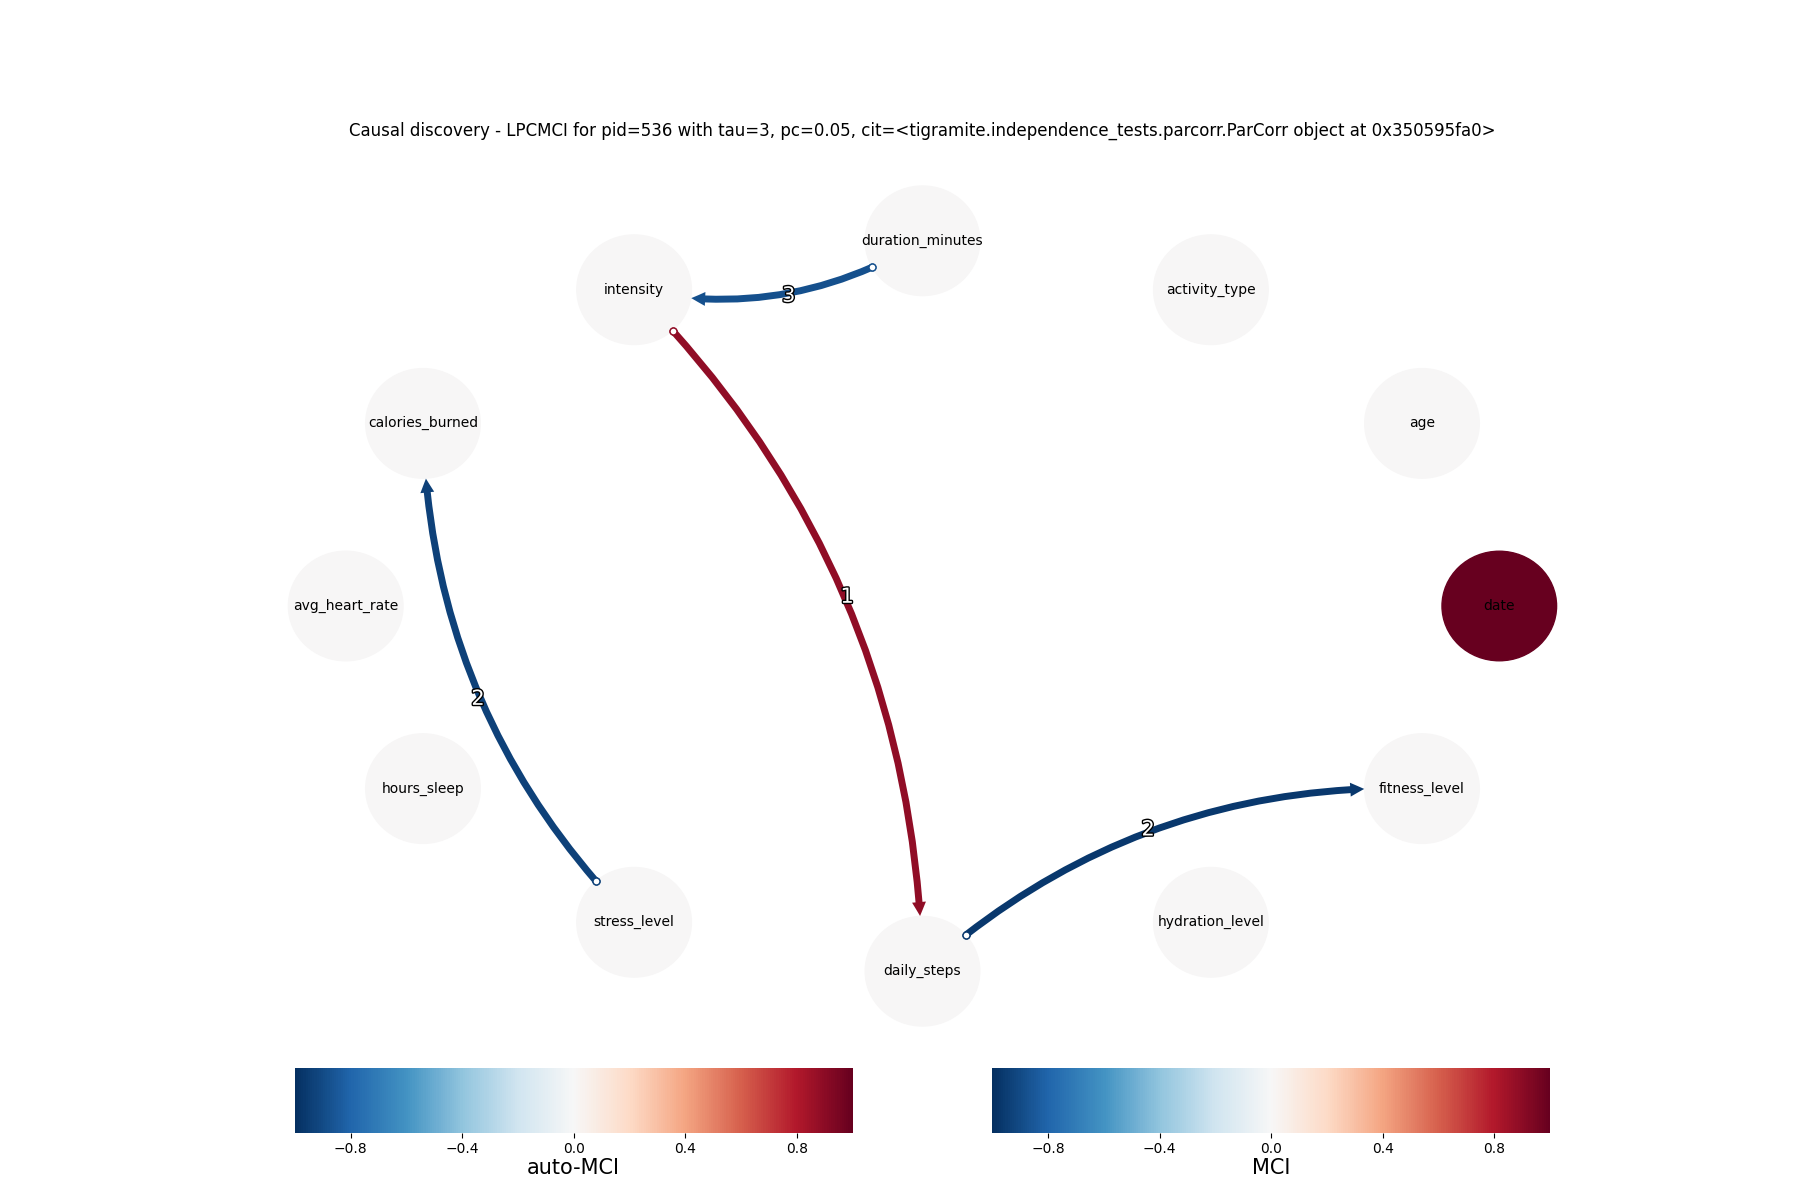 Causal discovery - LPCMCI for pid=536 with tau=3, pc=0.05, cit=<tigramite.independence_tests.parcorr.ParCorr object at 0x350595fa0>
duration_minutes
intensity
activity_type
3
calories_burned
age
1
avg_heart_rate
date
2
hours_sleep
fitness_level
2
stress_level
hydration_level
daily_steps
−0.8 −0.4 0.0 0.4 0.8
auto-MCI
−0.8 −0.4 0.0 0.4 0.8
MCI